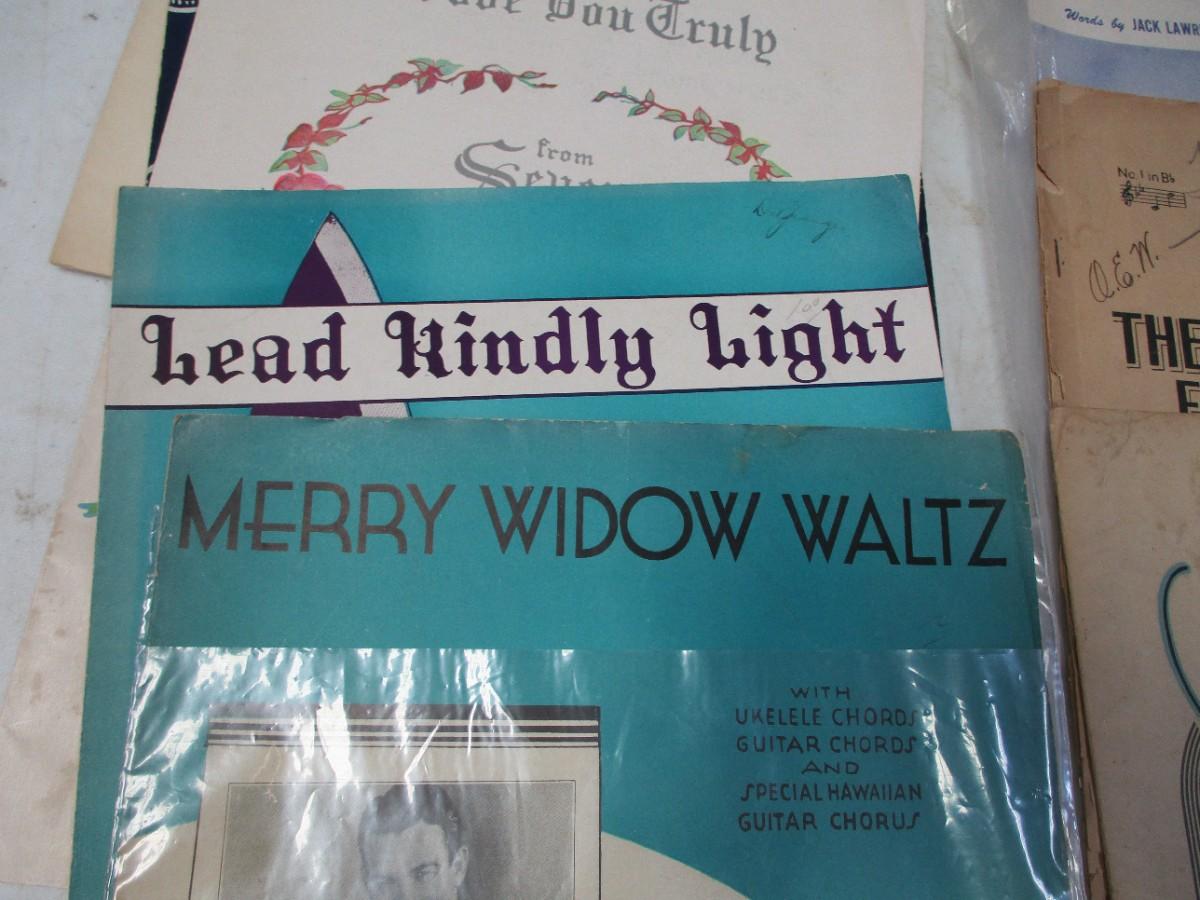 You Truly
from
Lead Kindly Light
100
MERRY WIDOW WALTZ
WITH
UKELELE CHORDS
GUITAR CHORDS
AND
SPECIAL HAWAIIAN
GUITAR CHORUS
Words by JACK LAWR
No. 1 in B♭
O.E.W.
THE